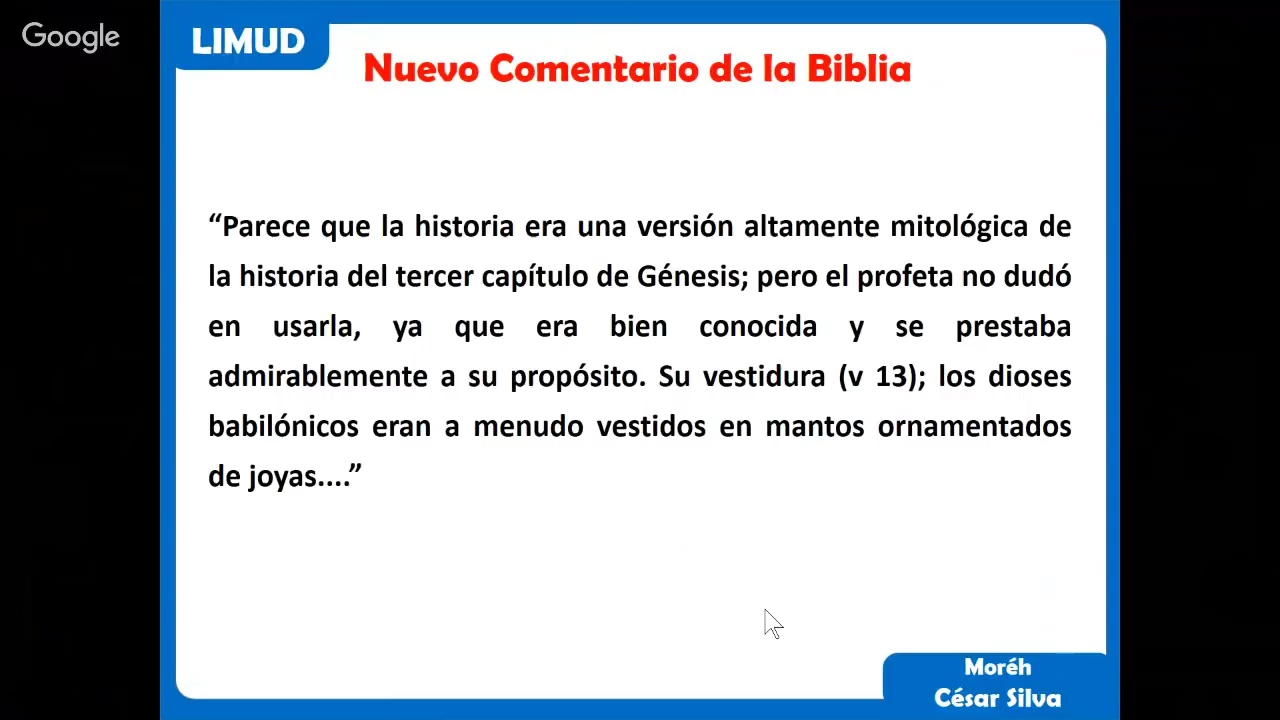 Google
LIMUD
Nuevo Comentario de la Biblia
“Parece que la historia era una versión altamente mitológica de
la historia del tercer capítulo de Génesis; pero el profeta no dudó
en usarla, ya que era bien conocida y se prestaba
admirablemente a su propósito. Su vestidura (v 13); los dioses
babilónicos eran a menudo vestidos en mantos ornamentados
de joyas....”
Moréh
César Silva